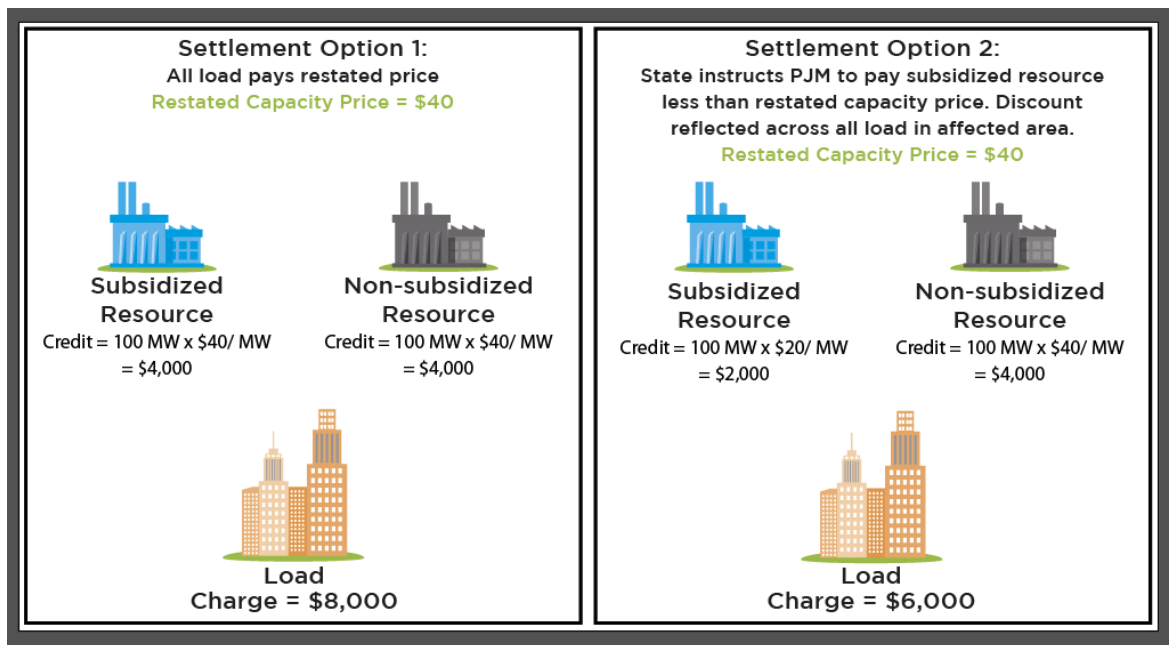 Settlement Option 1:
All load pays restated price
Restated Capacity Price = $40
Subsidized
Resource
Credit = 100 MW x $40/ MW
= $4,000
Non-subsidized
Resource
Credit = 100 MW x $40/ MW
= $4,000
Load
Charge = $8,000
Settlement Option 2:
State instructs PJM to pay subsidized resource
less than restated capacity price. Discount
reflected across all load in affected area.
Restated Capacity Price = $40
Subsidized
Resource
Credit = 100 MW x $20/ MW
= $2,000
Non-subsidized
Resource
Credit = 100 MW x $40/ MW
= $4,000
Load
Charge = $6,000